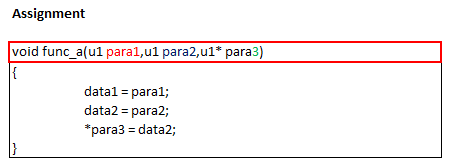 Assignment
void func_a(u1 para1,u1 para2,u1* para3)
{
data1 = para1;
data2 = para2;
*para3 = data2;
}